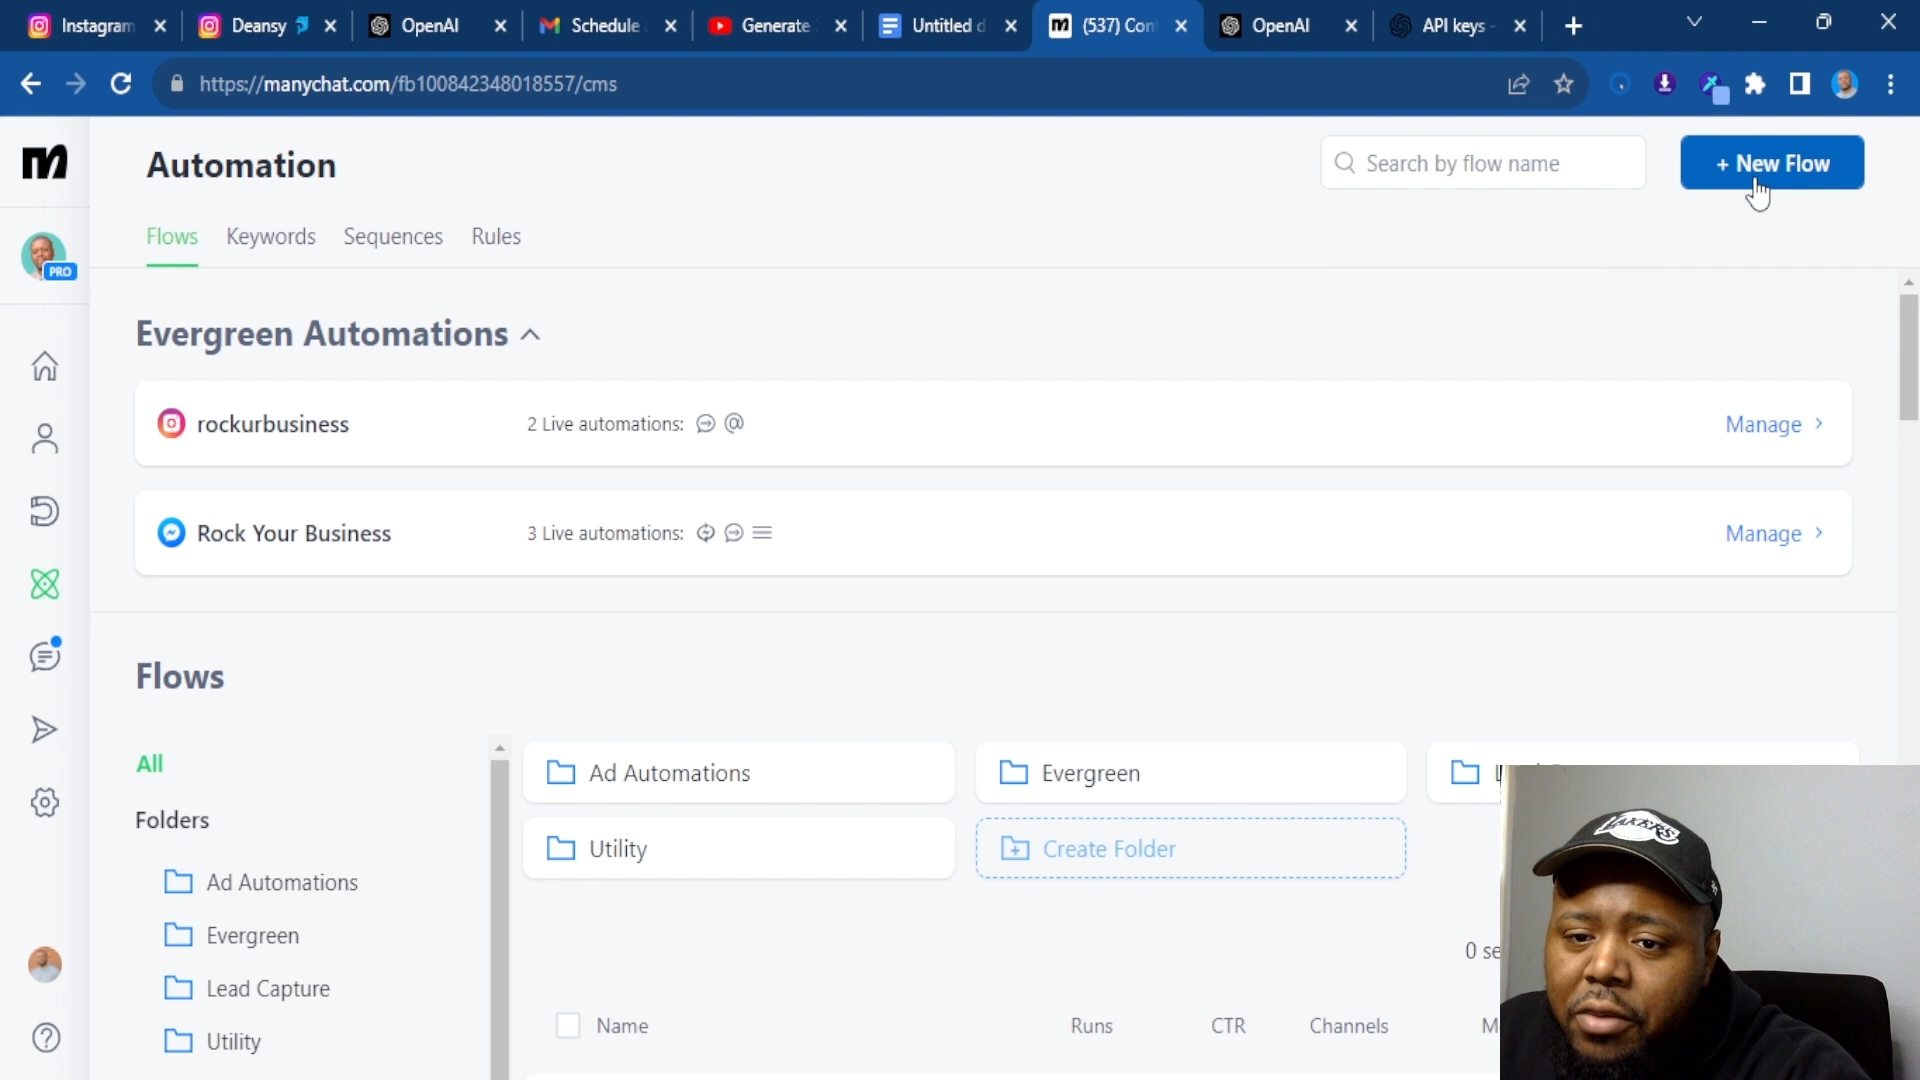 Instagram
Deansy
OpenAI
Schedule
Generate
Untitled d
(537) Con
OpenAI
API keys -
https://manychat.com/fb100842348018557/cms
Automation
Search by flow name
+ New Flow
PRO
Flows
Keywords
Sequences
Rules
Evergreen Automations
rockurbusiness
2 Live automations:
Manage
Rock Your Business
3 Live automations:
Manage
Flows
All
Folders
Ad Automations
Evergreen
Lead Capture
Utility
Ad Automations
Evergreen
Utility
Create Folder
0 se
Name
Runs
CTR
Channels
M
LAKERS